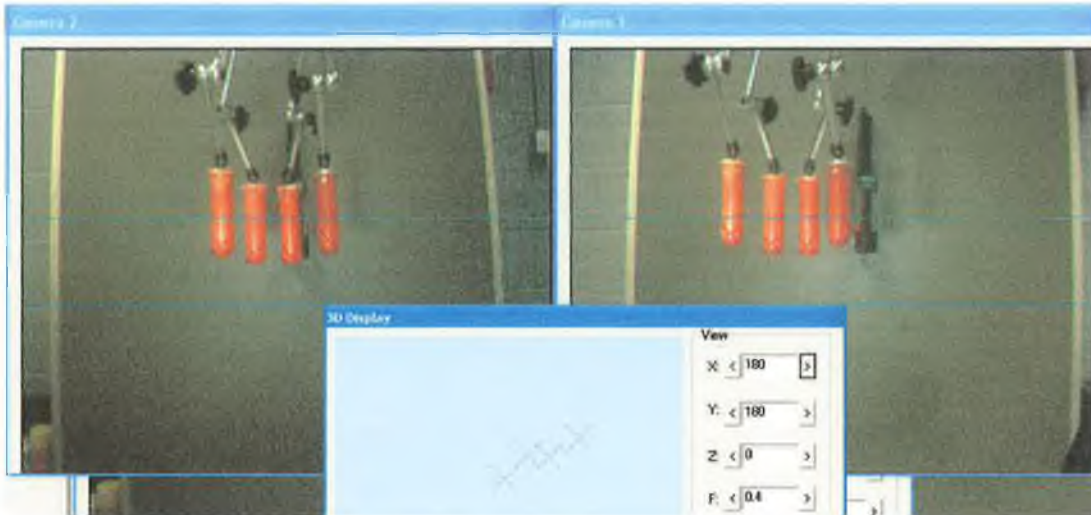 Camera 2
Camera 1
3D Display
View
X: < 180 >
Y: < 180 >
Z: < 0 >
F: < 0.4 >